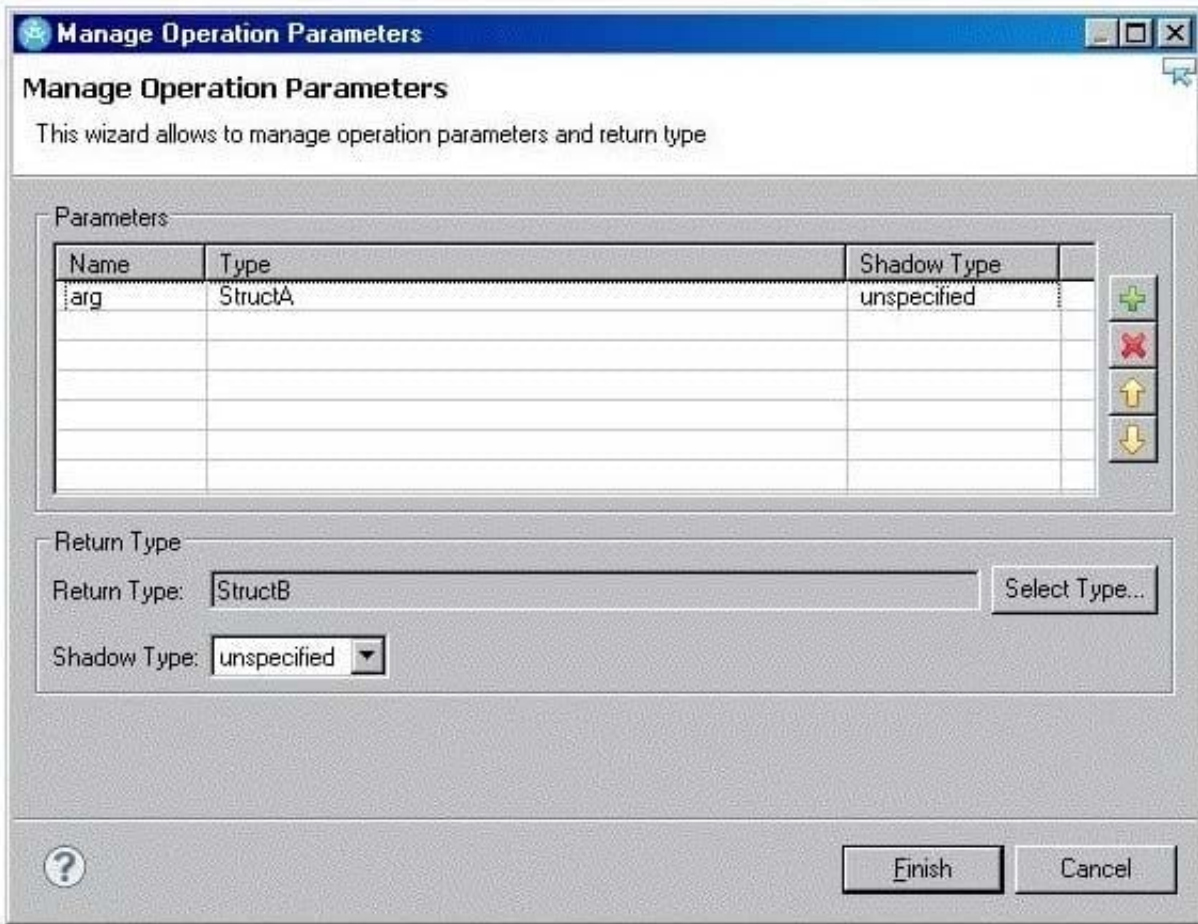 Manage Operation Parameters
Manage Operation Parameters
This wizard allows to manage operation parameters and return type
Parameters
Name Type Shadow Type
arg StructA unspecified
Return Type
Return Type: StructB Select Type...
Shadow Type: unspecified
Finish Cancel